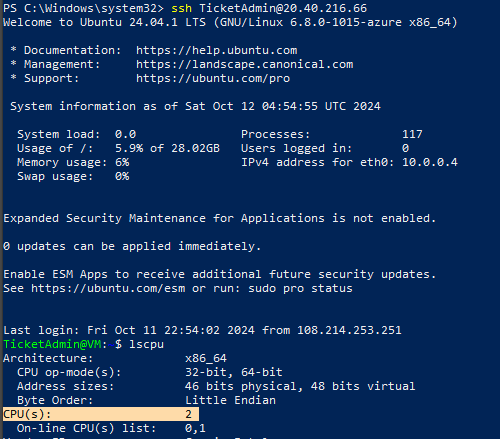 PS C:\Windows\system32> ssh TicketAdmin@20.40.216.66
Welcome to Ubuntu 24.04.1 LTS (GNU/Linux 6.8.0-1015-azure x86_64)
* Documentation: https://help.ubuntu.com
* Management: https://landscape.canonical.com
* Support: https://ubuntu.com/pro
System information as of Sat Oct 12 04:54:55 UTC 2024
System load: 0.0 Processes: 117
Usage of /: 5.9% of 28.02GB Users logged in: 0
Memory usage: 6% IPv4 address for eth0: 10.0.0.4
Swap usage: 0%
Expanded Security Maintenance for Applications is not enabled.
0 updates can be applied immediately.
Enable ESM Apps to receive additional future security updates.
See https://ubuntu.com/esm or run: sudo pro status
Last login: Fri Oct 11 22:54:02 2024 from 108.214.253.251
TicketAdmin@VM: $ lscpu
Architecture: x86_64
CPU op-mode(s): 32-bit, 64-bit
Address sizes: 46 bits physical, 48 bits virtual
Byte Order: Little Endian
CPU(s): 2
On-line CPU(s) list: 0,1